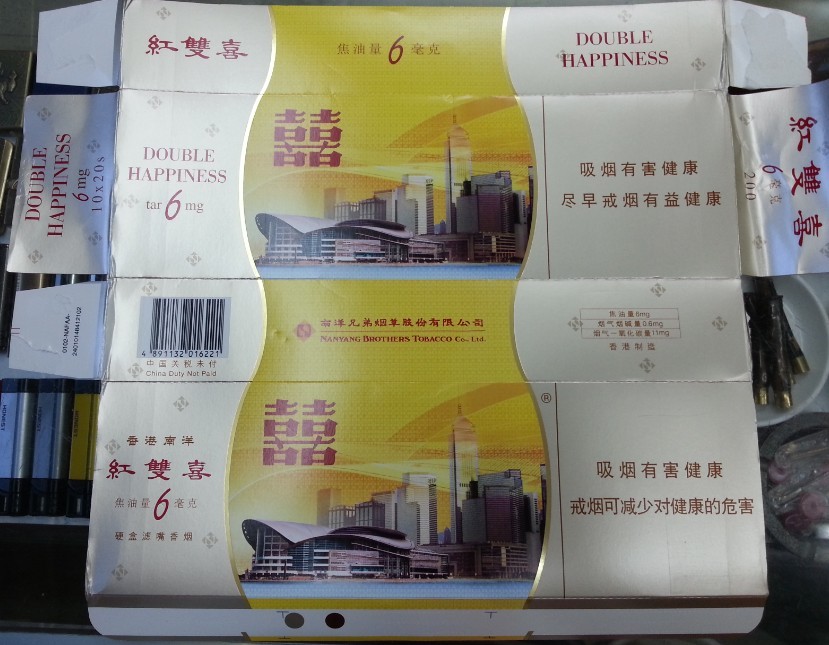 紅雙喜
焦油量6毫克
DOUBLE
HAPPINESS
DOUBLE
HAPPINESS
6mg
10x20s
DOUBLE
HAPPINESS
tar 6 mg
囍
吸烟有害健康
尽早戒烟有益健康
紅雙喜
6毫克
200
0102-NAFAA-
24010148412102
4 891132 016221
中国关税未付
China Duty Not Paid
南洋兄弟烟草股份有限公司
NANYANG BROTHERS TOBACCO Co., Ltd.
焦油量6mg
烟气烟碱量0.6mg
烟气一氧化碳量11mg
香港制造
香港南洋
紅雙喜
焦油量6毫克
硬盒滤嘴香烟
囍
®
吸烟有害健康
戒烟可减少对健康的危害